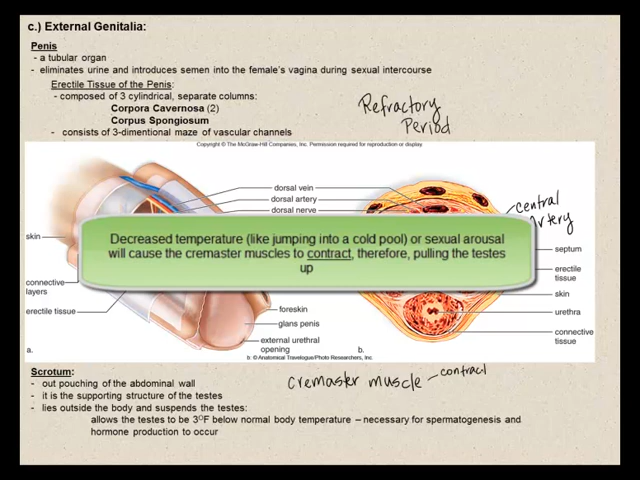 c.) External Genitalia:
Penis
- a tubular organ
- eliminates urine and introduces semen into the female's vagina during sexual intercourse
Erectile Tissue of the Penis:
- composed of 3 cylindrical, separate columns:
Corpora Cavernosa (2)
Corpus Spongiosum
- consists of 3-dimentional maze of vascular channels
Refractory
Period
Copyright © The McGraw-Hill Companies, Inc. Permission required for reproduction or display
dorsal vein
dorsal artery
dorsal nerve
central
artery
skin
septum
Decreased temperature (like jumping into a cold pool) or sexual arousal
will cause the cremaster muscles to contract, therefore, pulling the testes
up
connective
layers
erectile tissue
erectile
tissue
skin
urethra
connective
tissue
foreskin
glans penis
external urethral
opening
a.
b.
b: © Anatomical Travelogue/Photo Researchers, Inc
Scrotum:
- out pouching of the abdominal wall
- it is the supporting structure of the testes
- lies outside the body and suspends the testes:
allows the testes to be 3°F below normal body temperature – necessary for spermatogenesis and
hormone production to occur
cremaster muscle – contract